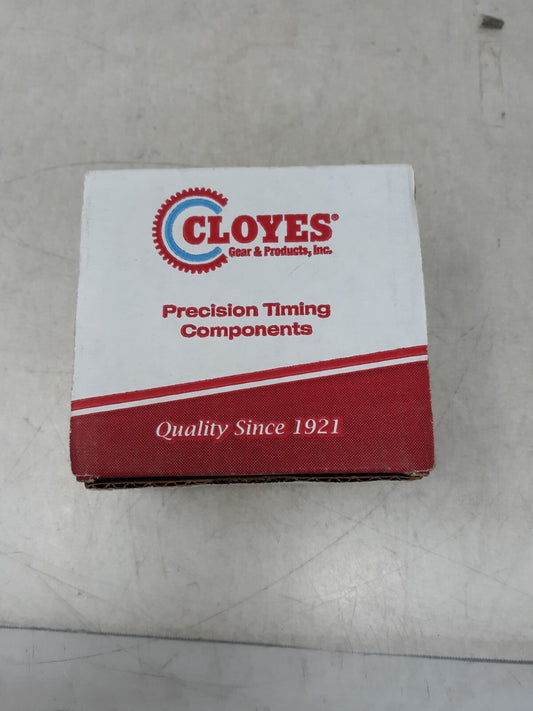 CLOYES®
Gear & Products, Inc.
Precision Timing
Components
Quality Since 1921